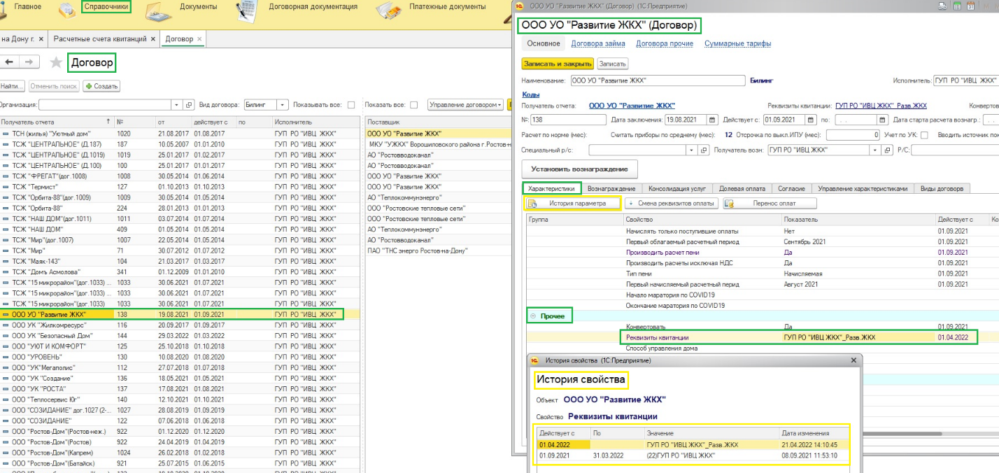 Главное
Справочники
Документы
Договорная документация
Платежные документы
на Дону г. ×
Расчетные счета квитанций ×
Договор ×
Договор
Найти...
Отменить поиск
Создать
Организация:
Вид договора: Билинг
Показывать все:
Показать все:
Управление договором
Получатель отчета ↑ № от действует с по Исполнитель
ТСН (жилья) "Уютный дом" 1020 21.08.2017 01.08.2017 ГУП РО "ИВЦ ЖКХ"
ТСЖ "ЦЕНТРАЛЬНОЕ" (Д.187) 187 10.05.2007 01.01.2010 ГУП РО "ИВЦ ЖКХ"
ТСЖ "ЦЕНТРАЛЬНОЕ" (Д.1019) 1019 25.01.2017 01.02.2017 ГУП РО "ИВЦ ЖКХ"
ТСЖ "ЦЕНТРАЛЬНОЕ" (Д.100) 100 25.01.2017 01.01.2017 ГУП РО "ИВЦ ЖКХ"
ТСЖ "ФРЕГАТ"(дог.1008) 1008 30.05.2014 01.06.2014 ГУП РО "ИВЦ ЖКХ"
ТСЖ "Термист" 127 01.10.2013 01.10.2013 ГУП РО "ИВЦ ЖКХ"
ТСЖ "Орбита-88"(дог.1009) 1009 30.05.2014 01.05.2014 ГУП РО "ИВЦ ЖКХ"
ТСЖ "Орбита-88" 224 28.01.2013 01.01.2013 ГУП РО "ИВЦ ЖКХ"
ТСЖ "НАШ ДОМ"(дог.1011) 1011 03.07.2014 01.07.2014 ГУП РО "ИВЦ ЖКХ"
ТСЖ "НАШ ДОМ" 409 01.05.2014 01.05.2014 ГУП РО "ИВЦ ЖКХ"
ТСЖ "Мир"(дог.1007) 1007 22.05.2014 01.05.2014 ГУП РО "ИВЦ ЖКХ"
ТСЖ "Мир" 71 30.07.2012 01.07.2012 ГУП РО "ИВЦ ЖКХ"
ТСЖ "Маяк-143" 104 21.03.2017 01.03.2017 ГУП РО "ИВЦ ЖКХ"
ТСЖ "Домъ Асмолова" 341 01.12.2009 01.01.2010 ГУП РО "ИВЦ ЖКХ"
ТСЖ "15 микрорайон"(дог.1033) ... 1033 30.06.2021 01.07.2021 ГУП РО "ИВЦ ЖКХ"
ТСЖ "15 микрорайон"(дог.1033) ... 1033 30.06.2021 01.07.2021 ГУП РО "ИВЦ ЖКХ"
ТСЖ "15 микрорайон"(дог.1033) 1033 30.06.2021 01.07.2021 ГУП РО "ИВЦ ЖКХ"
ООО УО "Развитие ЖКХ" 138 19.08.2021 01.09.2021 ГУП РО "ИВЦ ЖКХ"
ООО УК "Жилкомресурс" 116 20.09.2017 01.09.2017 ГУП РО "ИВЦ ЖКХ"
ООО УК "Безопасный Дом" 144 29.03.2022 01.03.2022 ГУП РО "ИВЦ ЖКХ"
ООО "УЮТ И КОМФОРТ" 125 25.10.2018 01.10.2018 ГУП РО "ИВЦ ЖКХ"
ООО "УРОВЕНЬ" 130 10.08.2020 01.08.2020 ГУП РО "ИВЦ ЖКХ"
ООО "УК"Мегаполис" 112 27.07.2018 01.07.2018 ГУП РО "ИВЦ ЖКХ"
ООО "УК "Создание" 136 18.05.2021 01.05.2021 ГУП РО "ИВЦ ЖКХ"
ООО "УК "РОСТА" 137 17.08.2021 01.08.2021 ГУП РО "ИВЦ ЖКХ"
ООО "Теплосервис Юг" 140 12.10.2021 01.10.2021 ГУП РО "ИВЦ ЖКХ"
ООО "СОЗИДАНИЕ" дог.1027 (2-... 1027 28.08.2019 01.09.2019 ГУП РО "ИВЦ ЖКХ"
ООО "СОЗИДАНИЕ" 122 07.06.2018 01.06.2018 ГУП РО "ИВЦ ЖКХ"
ООО "Ростов-Дом"(Ростов-неж.) 922 01.12.2020 01.12.2020 ГУП РО "ИВЦ ЖКХ"
ООО "Ростов-Дом"(Ростов) 922 24.04.2019 01.04.2019 ГУП РО "ИВЦ ЖКХ"
ООО "Ростов-Дом"(Капрем) 1024 26.02.2018 01.02.2018 ГУП РО "ИВЦ ЖКХ"
ООО "Ростов-Дом"(Батайск) 921 25.07.2015 01.06.2015 ГУП РО "ИВЦ ЖКХ"
Поставщик
ООО УО "Развитие ЖКХ"
МКУ "УЖКХ" Ворошиловского района г.Ростов-н
АО "Ростовводоканал"
АО "Ростовводоканал"
ООО УО "Развитие ЖКХ"
АО "Ростовводоканал"
АО "Теплокоммунэнерго"
ООО "Ростовские тепловые сети"
ООО "Ростовские тепловые сети"
АО "Теплокоммунэнерго"
АО "Ростовводоканал"
ПАО "ТНС энерго Ростов-на-Дону"
ООО УО "Развитие ЖКХ" (Договор) (1С:Предприятие)
ООО УО "Развитие ЖКХ" (Договор)
Основное Договора займа Договора прочие Суммарные тарифы
Записать и закрыть Записать
Наименование: ООО УО "Развитие ЖКХ" Билинг Исполнитель: ГУП РО "ИВЦ ЖКХ"
Коды
Получатель отчета: ООО УО "Развитие ЖКХ" Реквизиты квитанции: ГУП РО "ИВЦ ЖКХ"_Разв.ЖКХ Конверто
№: 138 Дата заключения: 19.08.2021 Действует с: 01.09.2021 по: . . Дата старта расчета вознагр.: . .
Расчет по норме (мес): Считать приборы по среднему (мес): 12 Отсрочка по выкл.ИПУ (мес): 0 Учет по УК: Вводить источник по
Специальный р/с: Получатель возн: ГУП РО "ИВЦ ЖКХ" Р/С:
Установить вознаграждение
Характеристики Вознаграждение Консолидация услуг Долевая оплата Согласие Управление характеристиками Виды договоров
История параметра Смена реквизитов оплаты Перенос оплат
Группа Свойство Показатель Действует с Ко
Начислять только поступившие оплаты Нет 01.09.2021
Первый облагаемый расчетный период Сентябрь 2021 01.09.2021
Производить расчет пени Да 01.09.2021
Производить расчеты исключая НДС Да 01.09.2021
Тип пени Начисляемая 01.09.2021
Первый начисляемый расчетный перид Август 2021 01.09.2021
Начало маратория по COVID19
Окончание маратория по COVID19
Прочее
Конвертовать Да 01.09.2021
Реквизиты квитанции ГУП РО "ИВЦ ЖКХ"_Разв.ЖКХ 01.04.2022
Способ управления дома
История свойства (1С:Предприятие) ×
История свойства
Объект ООО УО "Развитие ЖКХ"
Свойство Реквизиты квитанции
Действует с По Значение Дата изменения
01.04.2022 ГУП РО "ИВЦ ЖКХ"_Разв.ЖКХ 21.04.2022 14:10:45
01.09.2021 31.03.2022 (22)ГУП РО "ИВЦ ЖКХ" 08.09.2021 11:53:10